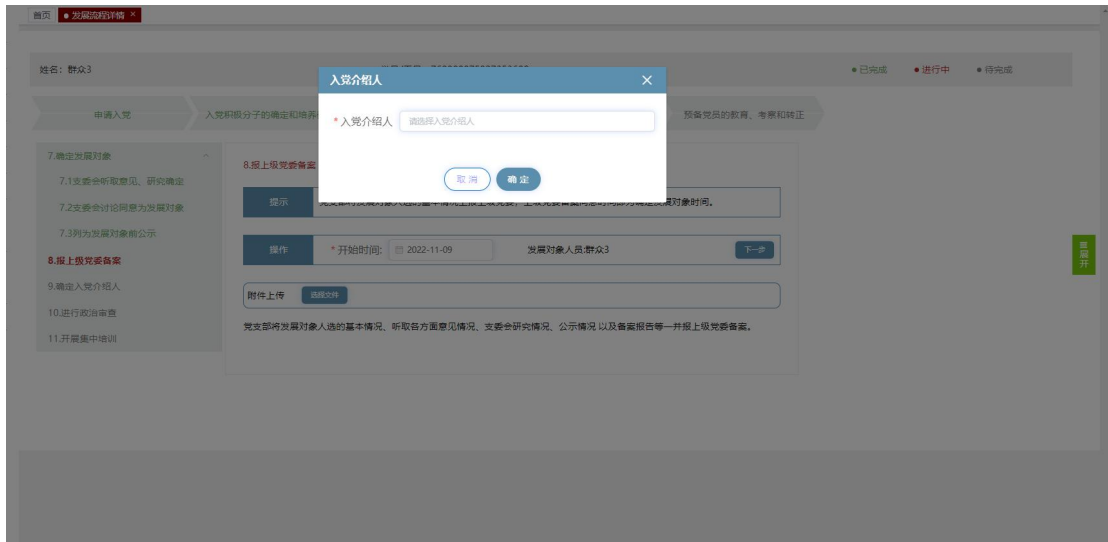 首页 ● 发展流程详情 ×
姓名：群众3
● 已完成 ● 进行中 ● 待完成
入党介绍人 ×
申请入党
入党积极分子的确定和培养
预备党员的教育、考察和转正
* 入党介绍人 请选择入党介绍人
取 消 确 定
7.确定发展对象
7.1支委会听取意见、研究确定
7.2支委会讨论同意为发展对象
7.3列为发展对象前公示
8.报上级党委备案
9.确定入党介绍人
10.进行政治审查
11.开展集中培训
8.报上级党委备案
提示
展对象时间。
操作 * 开始时间: 2022-11-09 发展对象人员:群众3 下一步
附件上传 选择文件
党支部将发展对象人选的基本情况、听取各方面意见情况、支委会研究情况、公示情况 以及备案报告等一并报上级党委备案。
展开